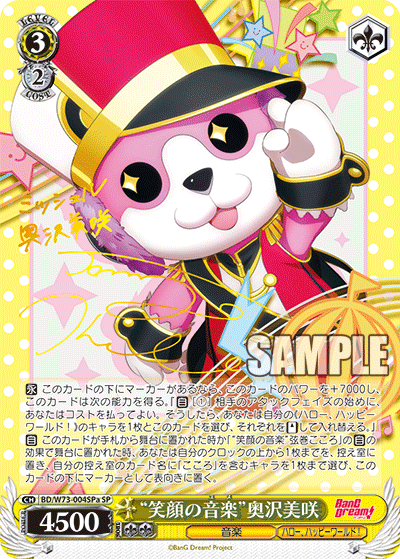 LEVEL
3
2
COST
ニッシェル
奥沢美咲
SAMPLE
永 このカードの下にマーカーがあるなら、このカードのパワーを+7000し、
このカードは次の能力を得る。『自 [①] 相手のアタックフェイズの始めに、
あなたはコストを払ってよい。そうしたら、あなたは自分の《ハロー、ハッピー
ワールド！》のキャラを1枚とこのカードを選び、それぞれを【↑】して入れ替える。』
自 このカードが手札から舞台に置かれた時か“笑顔の音楽”弦巻こころ」の
効果で舞台に置かれた時、あなたは自分のクロックの上から1枚までを、控え室に
置き、自分の控え室のカード名に「こころ」を含むキャラを1枚まで選び、この
カードの下にマーカーとして表向きに置く。
CH BD/W73-004SPa SP
4500
“笑顔の音楽”奥沢美咲
BanG Dream!
音楽
ハロー、ハッピーワールド！
©BanG Dream! Project